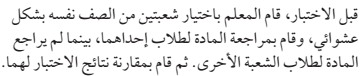 قبل الاختبار، قام المعلم باختيار شعبتين من الصف نفسه بشكل
عشوائي، وقام بمراجعة المادة لطلاب إحداهما، بينما لم يراجع
المادة لطلاب الشعبة الأخرى. ثم قام بمقارنة نتائج الاختبار لهما.